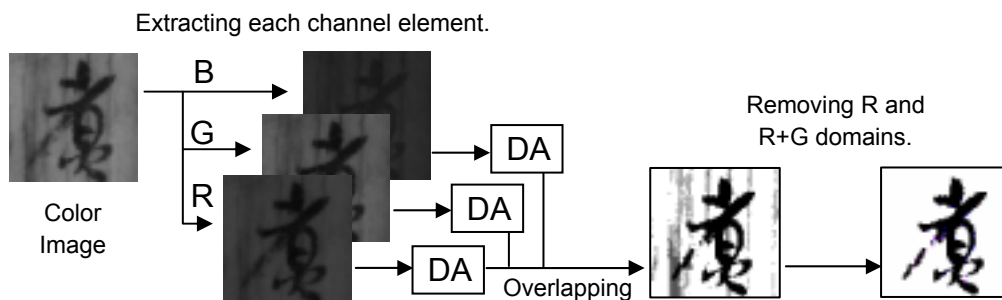 Extracting each channel element.
B
G
R
DA
DA
DA
Color
Image
Overlapping
Removing R and
R+G domains.